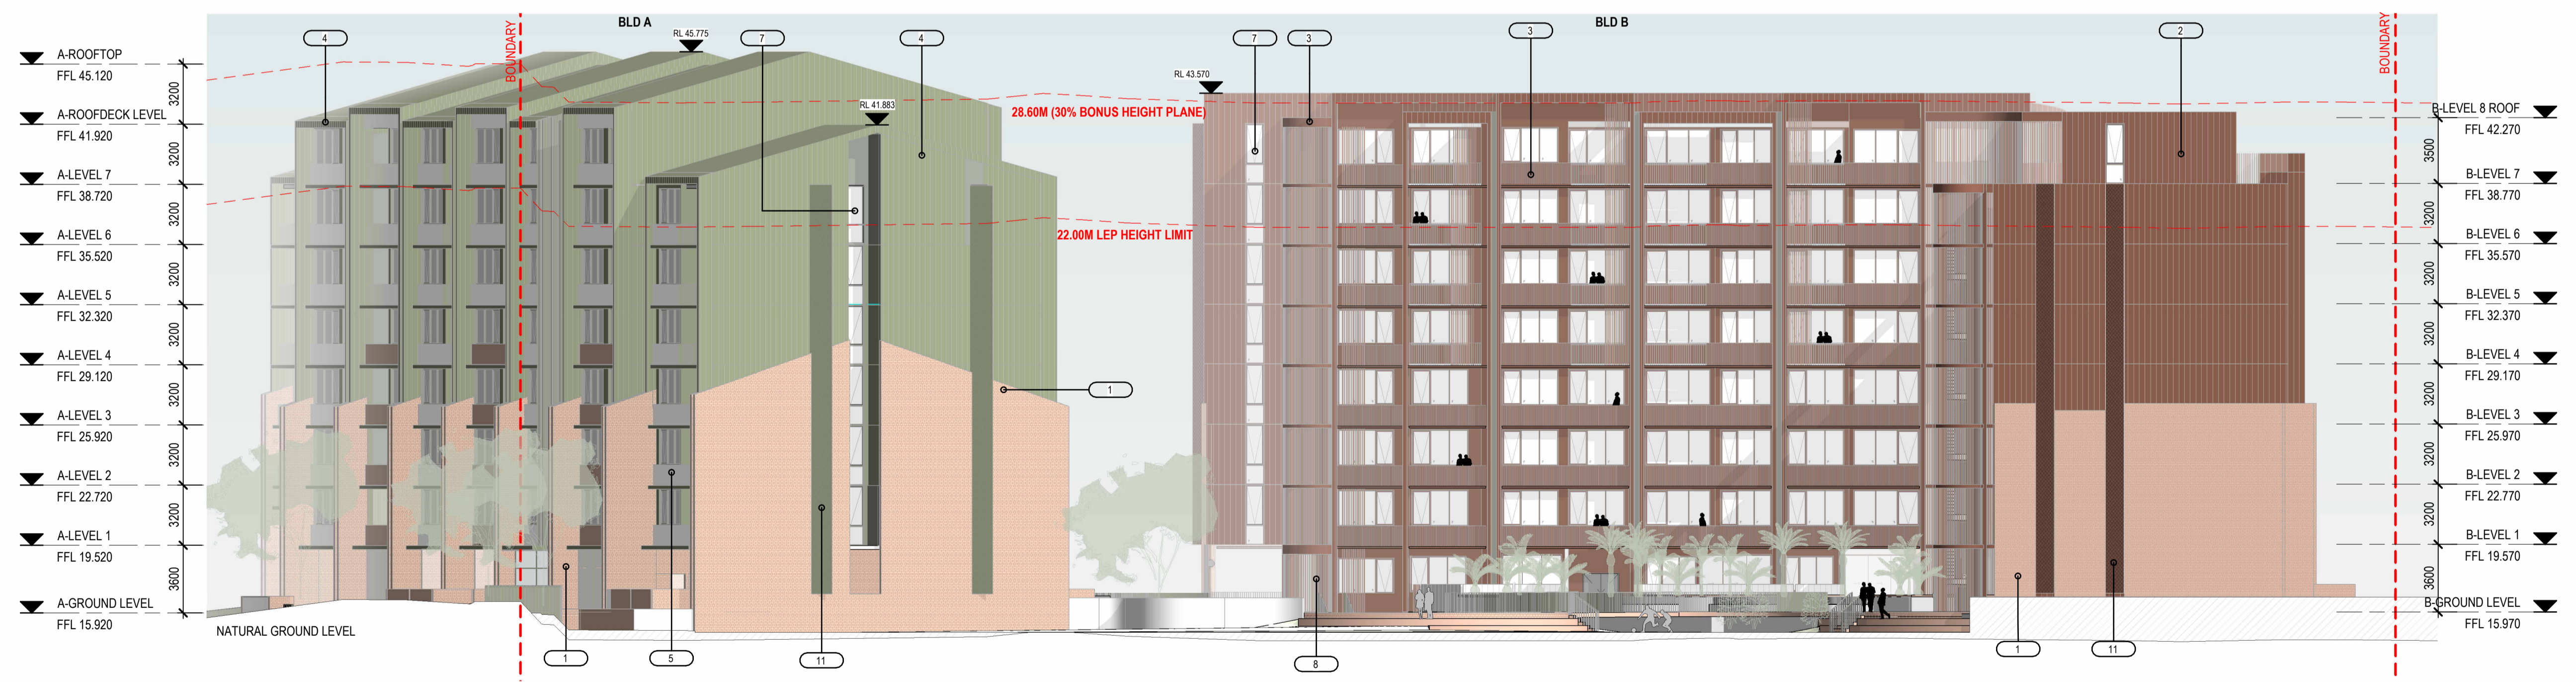 BLD A
BLD B
BOUNDARY
BOUNDARY
4
RL 45.775
7
4
7
3
3
2
RL 43.570
RL 41.883
28.60M (30% BONUS HEIGHT PLANE)
22.00M LEP HEIGHT LIMIT
A-ROOFTOP
FFL 45.120
3200
A-ROOFDECK LEVEL
FFL 41.920
3200
A-LEVEL 7
FFL 38.720
3200
A-LEVEL 6
FFL 35.520
3200
A-LEVEL 5
FFL 32.320
3200
A-LEVEL 4
FFL 29.120
3200
A-LEVEL 3
FFL 25.920
3200
A-LEVEL 2
FFL 22.720
3200
A-LEVEL 1
FFL 19.520
3600
A-GROUND LEVEL
FFL 15.920
NATURAL GROUND LEVEL
1
1
5
11
8
1
11
B-LEVEL 8 ROOF
FFL 42.270
3500
B-LEVEL 7
FFL 38.770
3200
B-LEVEL 6
FFL 35.570
3200
B-LEVEL 5
FFL 32.370
3200
B-LEVEL 4
FFL 29.170
3200
B-LEVEL 3
FFL 25.970
3200
B-LEVEL 2
FFL 22.770
3200
B-LEVEL 1
FFL 19.570
3600
B-GROUND LEVEL
FFL 15.970